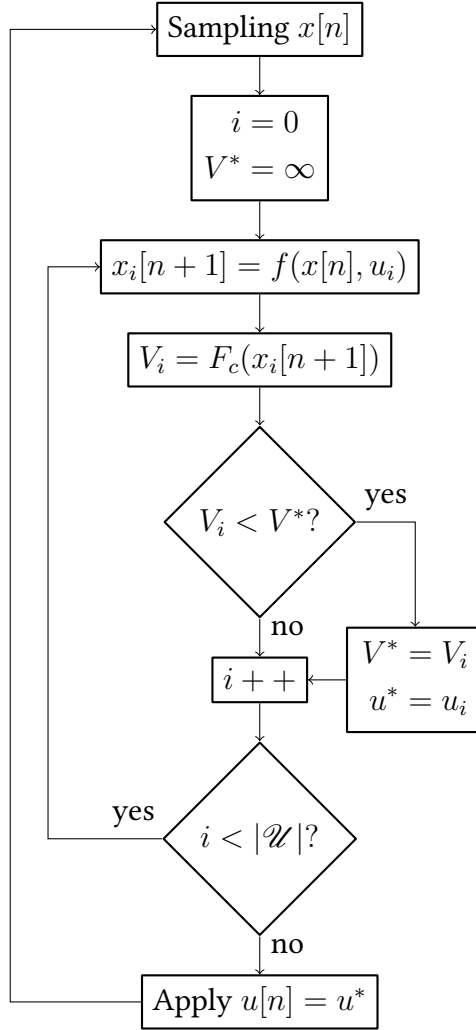 Sampling x[n]
i = 0
V* = ∞
x_i[n + 1] = f(x[n], u_i)
V_i = F_c(x_i[n + 1])
V_i < V*?
yes
no
V* = V_i
u* = u_i
i + +
i < |𝒰|?
yes
no
Apply u[n] = u*